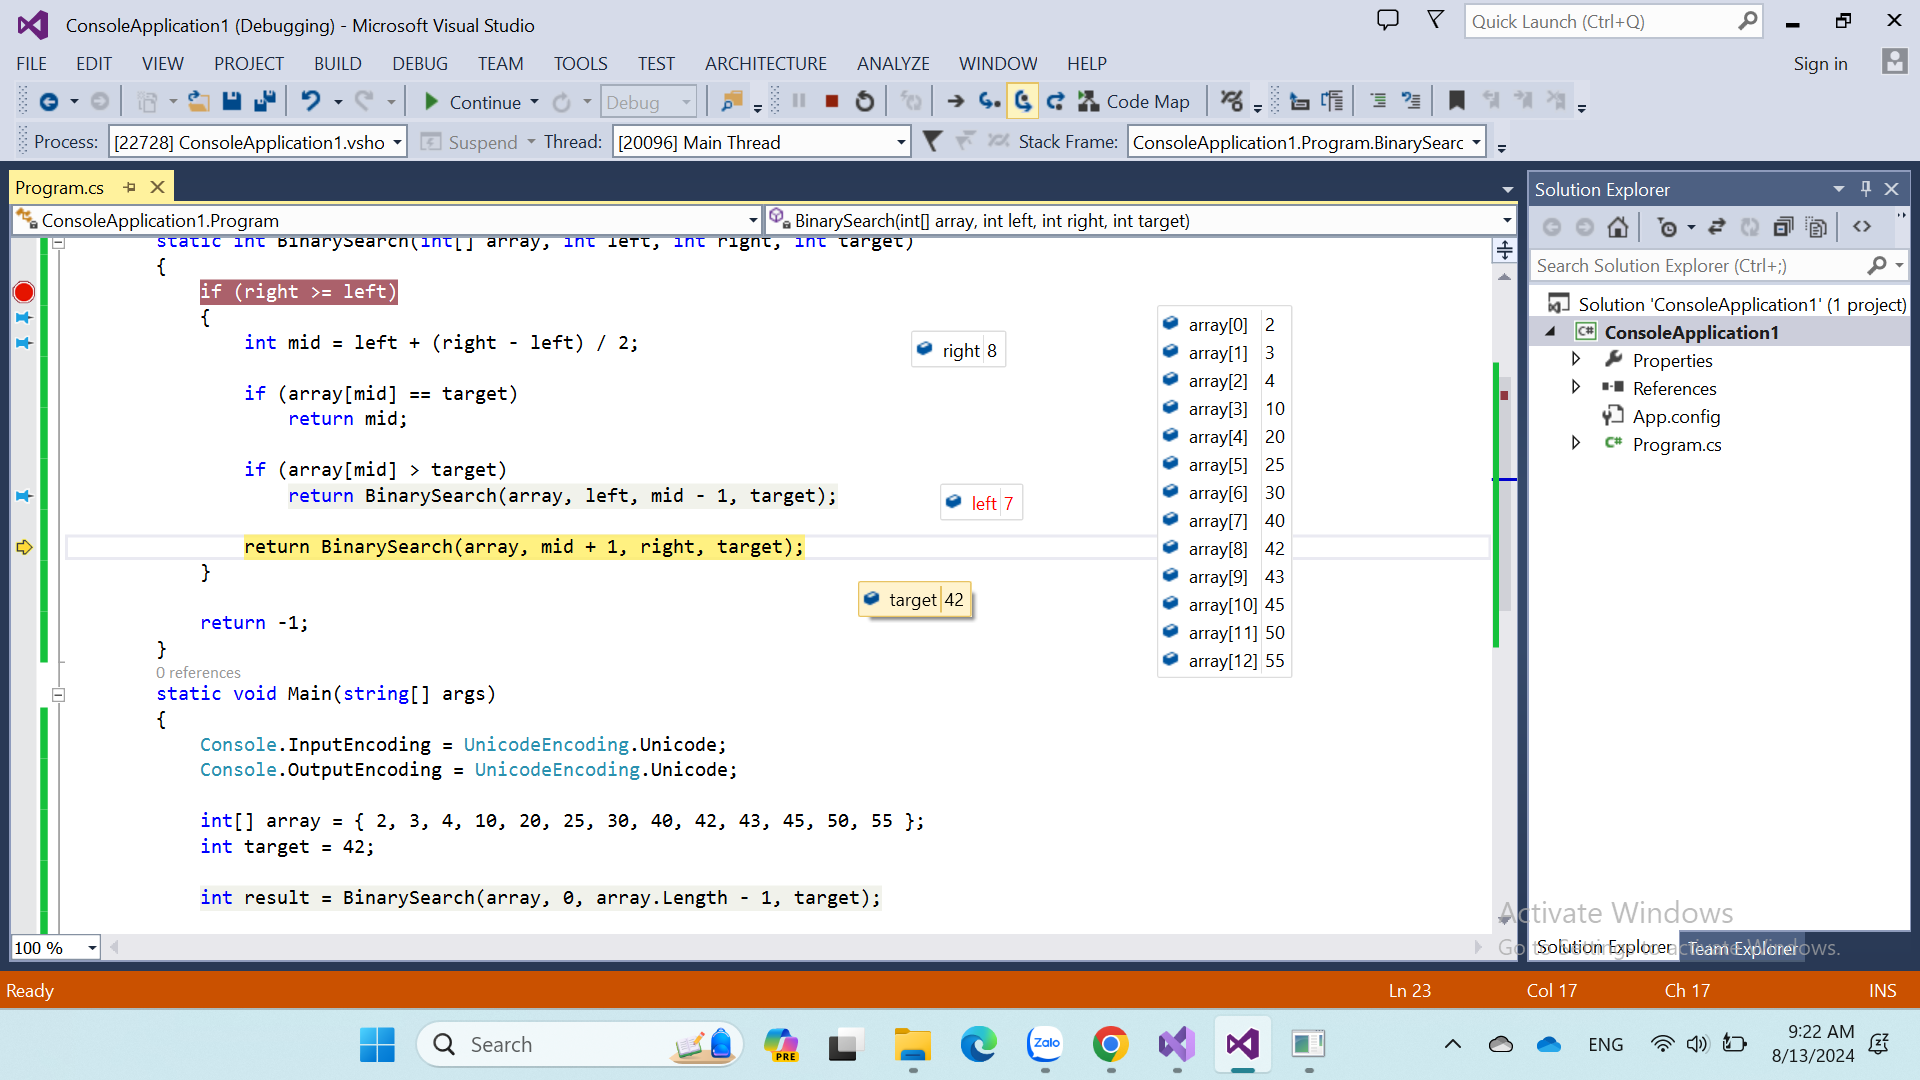 ConsoleApplication1 (Debugging) - Microsoft Visual Studio
Quick Launch (Ctrl+Q)
FILE EDIT VIEW PROJECT BUILD DEBUG TEAM TOOLS TEST ARCHITECTURE ANALYZE WINDOW HELP
Sign in
Continue Debug Code Map
Process: [22728] ConsoleApplication1.vsho Suspend Thread: [20096] Main Thread Stack Frame: ConsoleApplication1.Program.BinarySearc
Program.cs
ConsoleApplication1.Program
BinarySearch(int[] array, int left, int right, int target)
static int BinarySearch(int[] array, int left, int right, int target)
{
if (right >= left)
{
int mid = left + (right - left) / 2;
if (array[mid] == target)
return mid;
if (array[mid] > target)
return BinarySearch(array, left, mid - 1, target);
return BinarySearch(array, mid + 1, right, target);
}
return -1;
}
0 references
static void Main(string[] args)
{
Console.InputEncoding = UnicodeEncoding.Unicode;
Console.OutputEncoding = UnicodeEncoding.Unicode;
int[] array = { 2, 3, 4, 10, 20, 25, 30, 40, 42, 43, 45, 50, 55 };
int target = 42;
int result = BinarySearch(array, 0, array.Length - 1, target);
right 8
left 7
target 42
array[0] 2
array[1] 3
array[2] 4
array[3] 10
array[4] 20
array[5] 25
array[6] 30
array[7] 40
array[8] 42
array[9] 43
array[10] 45
array[11] 50
array[12] 55
100 %
Solution Explorer
Search Solution Explorer (Ctrl+;)
Solution 'ConsoleApplication1' (1 project)
C# ConsoleApplication1
Properties
References
App.config
C# Program.cs
Activate Windows
Go to Settings to activate Windows.
Solution Explorer Team Explorer
Ready
Ln 23 Col 17 Ch 17 INS
Search
PRE
Zalo
ENG
9:22 AM
8/13/2024